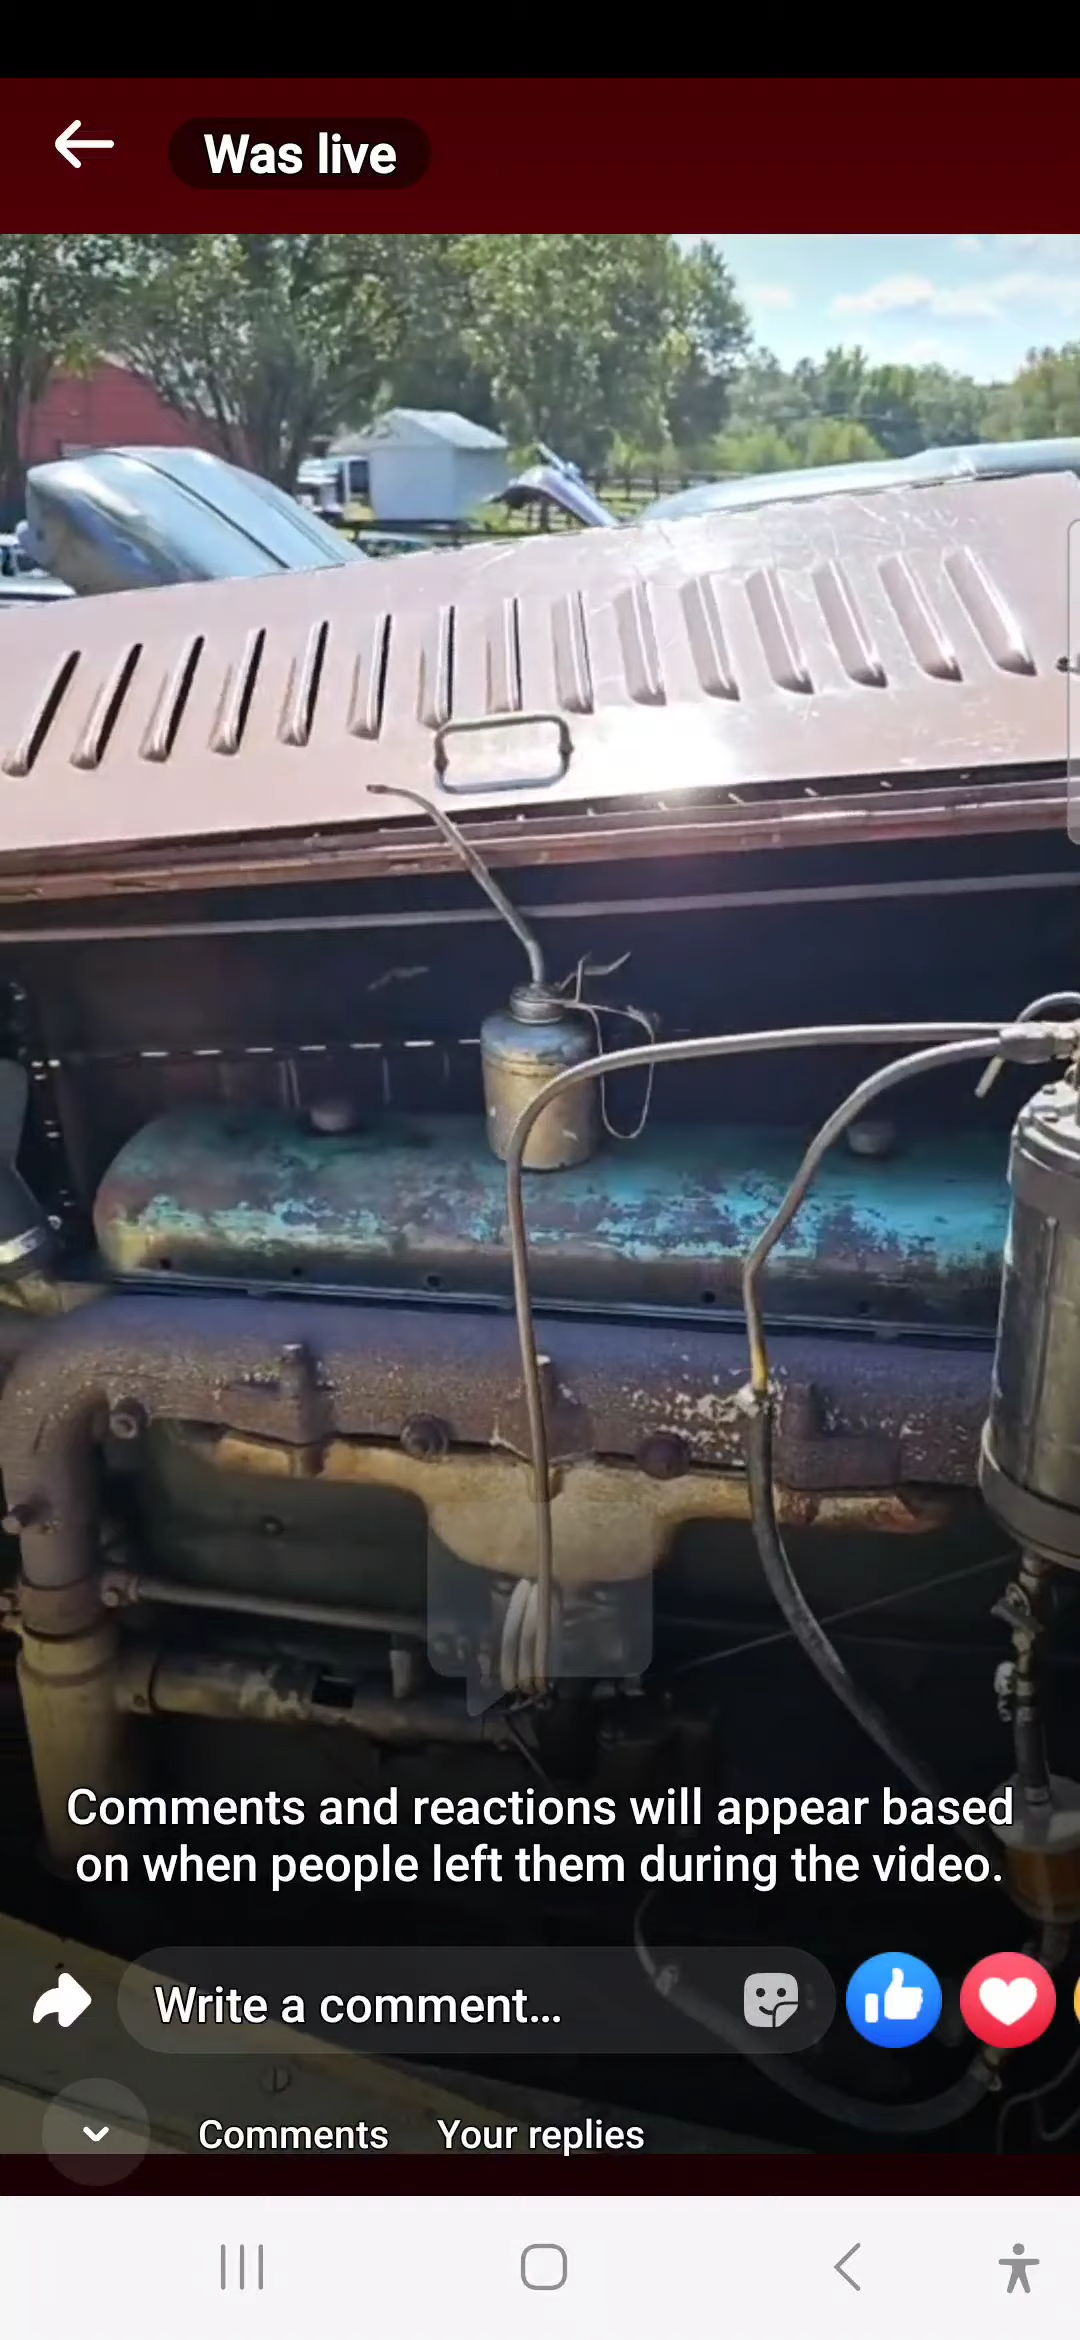 Was live
Comments and reactions will appear based
on when people left them during the video.
Write a comment...
Comments Your replies